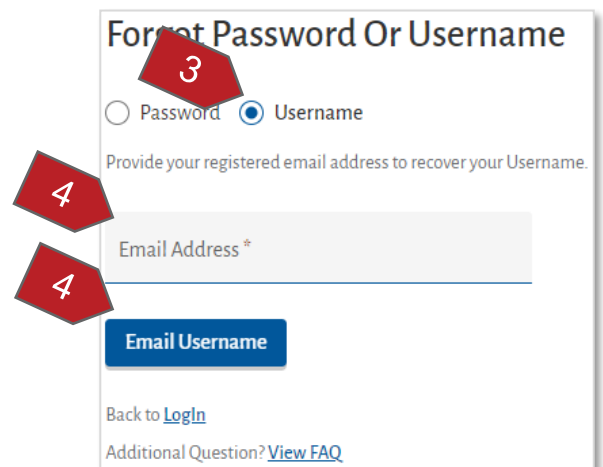 Forgot Password Or Username
3
Password Username
Provide your registered email address to recover your Username.
4
Email Address *
4
Email Username
Back to LogIn
Additional Question? View FAQ